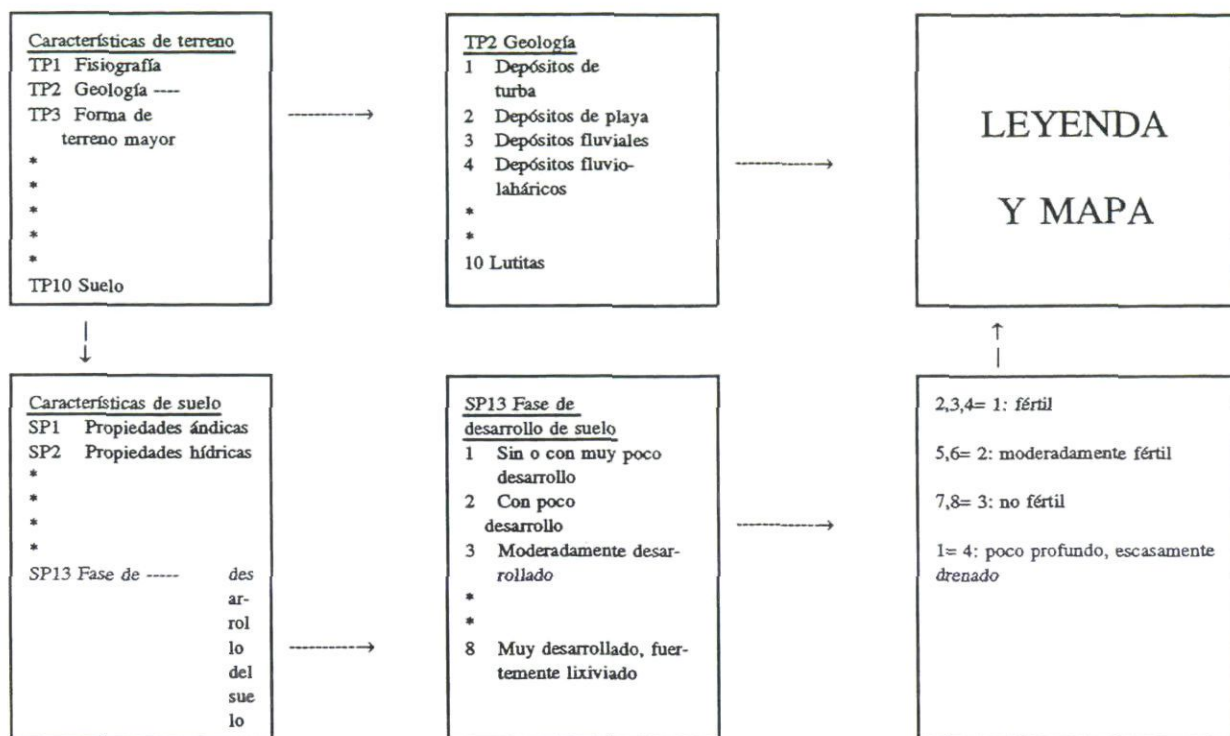 Características de terreno
TP1 Fisiografía
TP2 Geología ----
TP3 Forma de
terreno mayor
*
*
*
*
*
TP10 Suelo
TP2 Geología
1 Depósitos de
turba
2 Depósitos de playa
3 Depósitos fluviales
4 Depósitos fluvio-
laháricos
*
*
10 Lutitas
LEYENDA
Y MAPA
Características de suelo
SP1 Propiedades ándicas
SP2 Propiedades hídricas
*
*
*
*
SP13 Fase de ----- des
ar-
rol
lo
del
sue
lo
SP13 Fase de
desarrollo de suelo
1 Sin o con muy poco
desarrollo
2 Con poco
desarrollo
3 Moderadamente desar-
rollado
*
*
8 Muy desarrollado, fuer-
temente lixiviado
2,3,4= 1: fértil
5,6= 2: moderadamente fértil
7,8= 3: no fértil
1= 4: poco profundo, escasamente
drenado